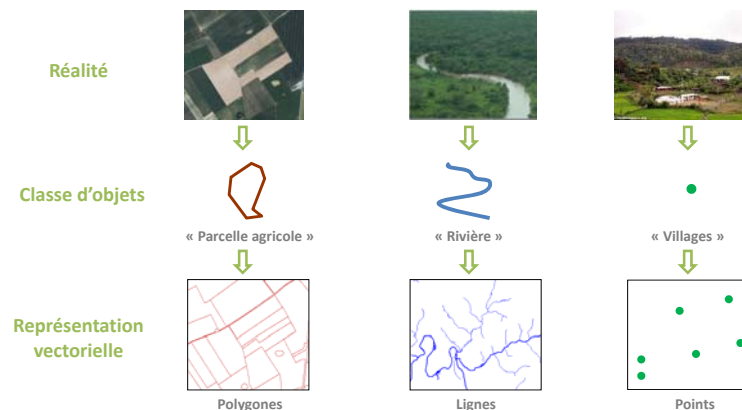 Réalité
Classe d'objets
« Parcelle agricole »
« Rivière »
« Villages »
Représentation
vectorielle
Polygones
Lignes
Points